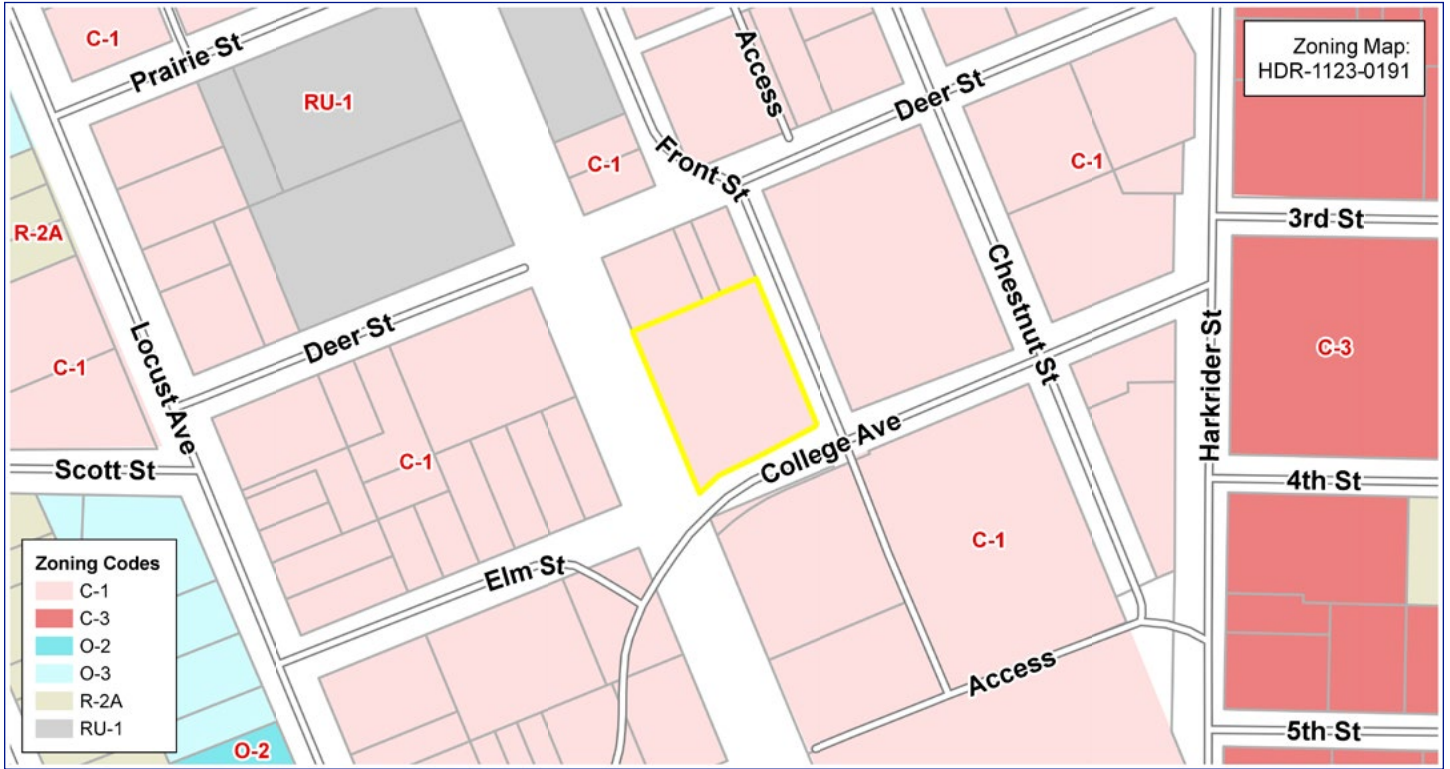 C-1
Prairie St
RU-1
Access
Deer St
Zoning Map:
HDR-1123-0191
C-1
Front St
C-1
R-2A
3rd St
Chestnut St
Locust Ave
Deer St
C-1
Harkrider St
C-3
C-1
College Ave
Scott St
4th St
C-1
Elm St
Access
5th St
O-2
Zoning Codes
C-1
C-3
O-2
O-3
R-2A
RU-1